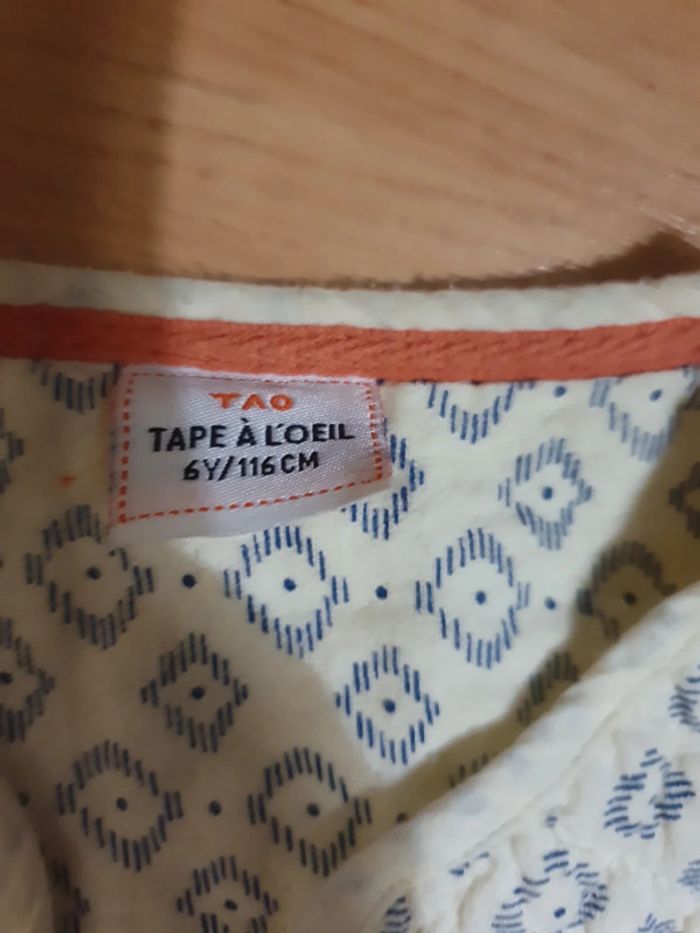 TAO
TAPE À L'OEIL
6Y/116CM